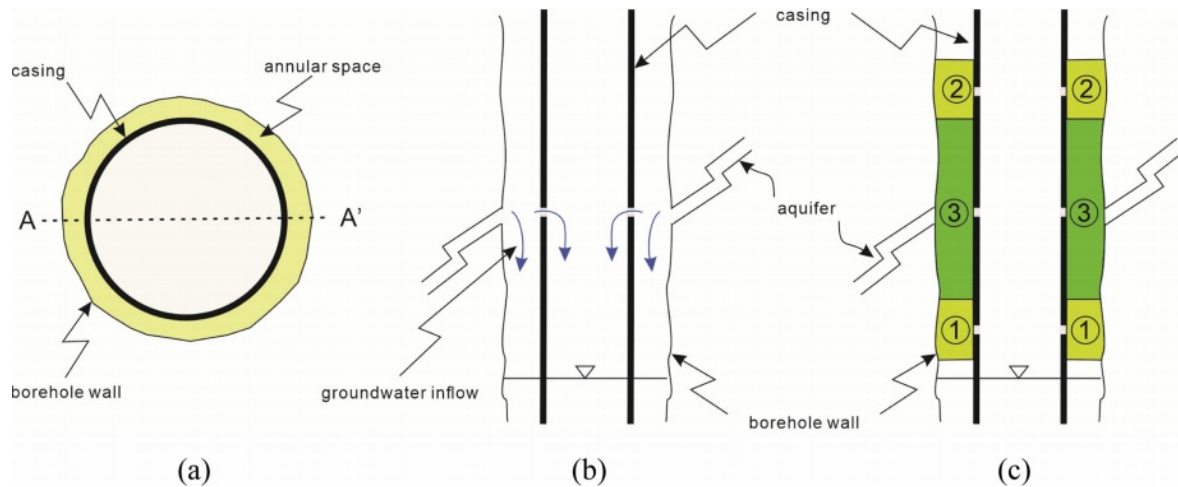 casing
annular space
A
A'
borehole wall
(a)
casing
aquifer
groundwater inflow
borehole wall
(b)
② ②
③ ③
① ①
(c)